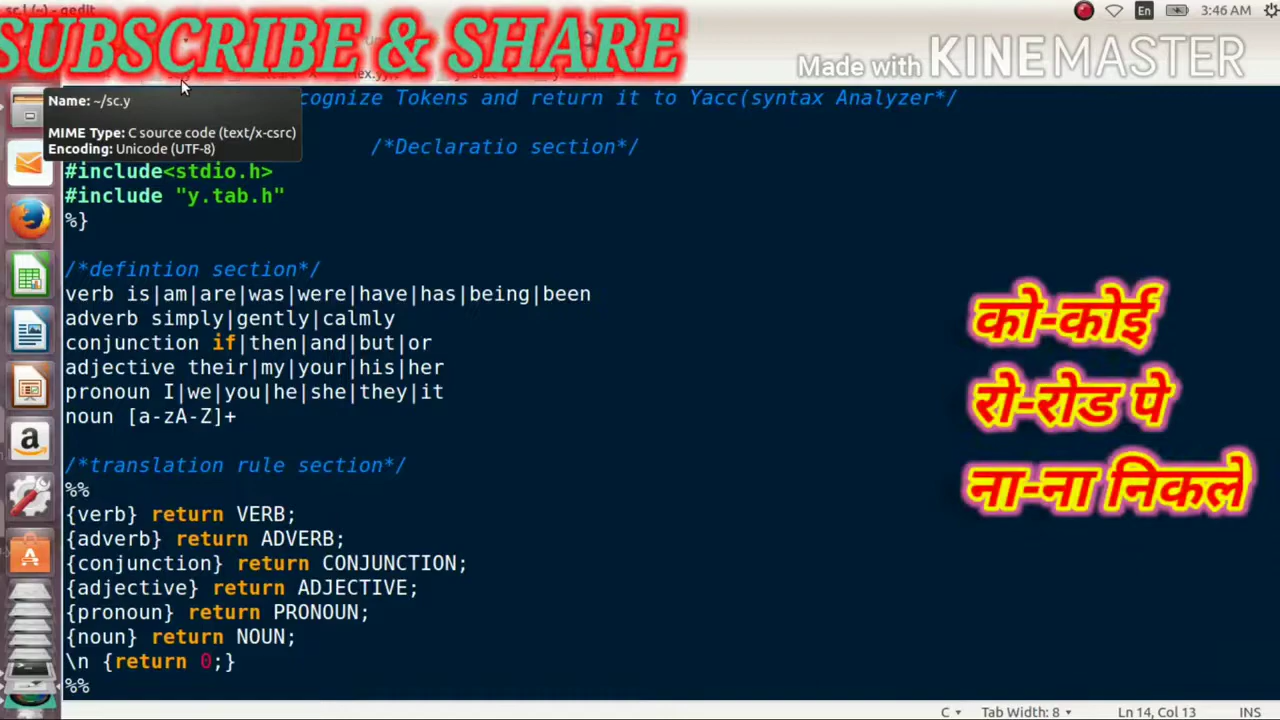 sc.l (~) - gedit
En
3:46 AM
SUBSCRIBE & SHARE
Made with KINEMASTER
Name: ~/sc.y
cognize Tokens and return it to Yacc(syntax Analyzer*/
MIME Type: C source code (text/x-csrc)
Encoding: Unicode (UTF-8)
/*Declaratio section*/
#include<stdio.h>
#include "y.tab.h"
%}
/*defintion section*/
verb is|am|are|was|were|have|has|being|been
adverb simply|gently|calmly
conjunction if|then|and|but|or
adjective their|my|your|his|her
pronoun I|we|you|he|she|they|it
noun [a-zA-Z]+
को-कोई
रो-रोड पे
ना-ना निकले
/*translation rule section*/
%%
{verb} return VERB;
{adverb} return ADVERB;
{conjunction} return CONJUNCTION;
{adjective} return ADJECTIVE;
{pronoun} return PRONOUN;
{noun} return NOUN;
\n {return 0;}
%%
C
Tab Width: 8
Ln 14, Col 13
INS